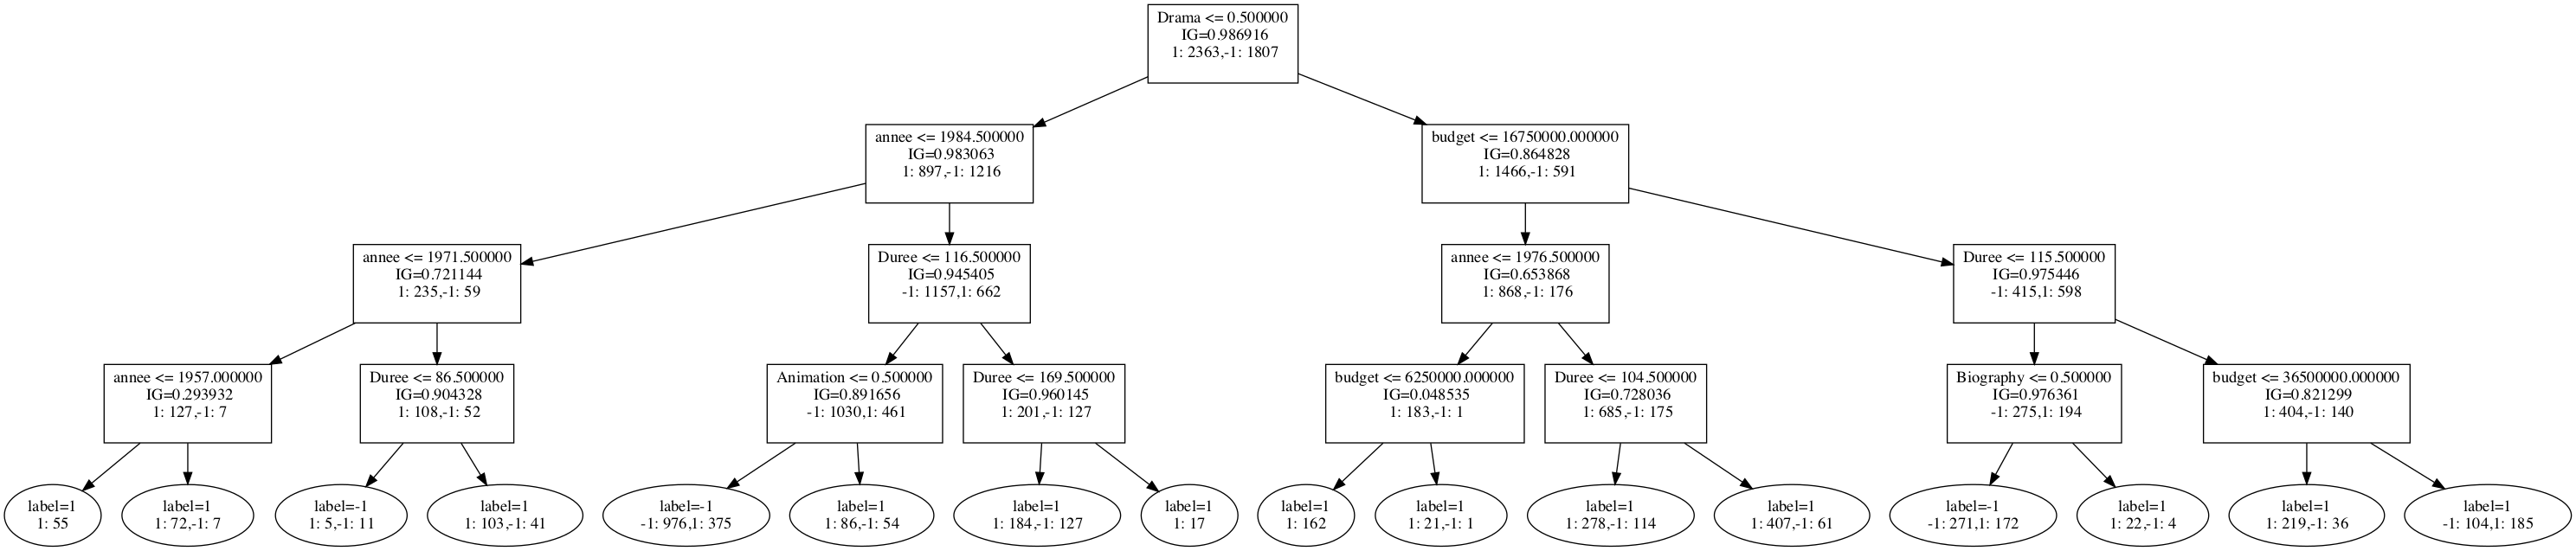 Drama <= 0.500000
IG=0.986916
1: 2363,-1: 1807
annee <= 1984.500000
IG=0.983063
1: 897,-1: 1216
budget <= 16750000.000000
IG=0.864828
1: 1466,-1: 591
annee <= 1971.500000
IG=0.721144
1: 235,-1: 59
Duree <= 116.500000
IG=0.945405
-1: 1157,1: 662
annee <= 1976.500000
IG=0.653868
1: 868,-1: 176
Duree <= 115.500000
IG=0.975446
-1: 415,1: 598
annee <= 1957.000000
IG=0.293932
1: 127,-1: 7
Duree <= 86.500000
IG=0.904328
1: 108,-1: 52
Animation <= 0.500000
IG=0.891656
-1: 1030,1: 461
Duree <= 169.500000
IG=0.960145
1: 201,-1: 127
budget <= 6250000.000000
IG=0.048535
1: 183,-1: 1
Duree <= 104.500000
IG=0.728036
1: 685,-1: 175
Biography <= 0.500000
IG=0.976361
-1: 275,1: 194
budget <= 36500000.000000
IG=0.821299
1: 404,-1: 140
label=1
1: 55
label=1
1: 72,-1: 7
label=-1
1: 5,-1: 11
label=1
1: 103,-1: 41
label=-1
-1: 976,1: 375
label=1
1: 86,-1: 54
label=1
1: 184,-1: 127
label=1
1: 17
label=1
1: 162
label=1
1: 21,-1: 1
label=1
1: 278,-1: 114
label=1
1: 407,-1: 61
label=-1
-1: 271,1: 172
label=1
1: 22,-1: 4
label=1
1: 219,-1: 36
label=1
-1: 104,1: 185